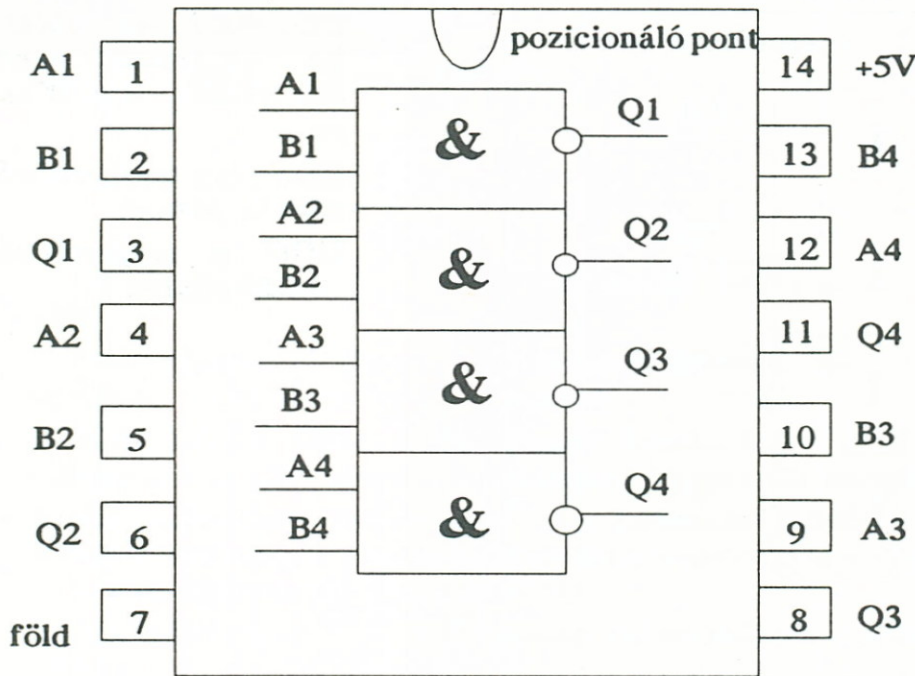 pozicionáló pont
A1 1
B1 2
Q1 3
A2 4
B2 5
Q2 6
föld 7
A1
B1
A2
B2
A3
B3
A4
B4
&
&
&
&
Q1
Q2
Q3
Q4
14 +5V
13 B4
12 A4
11 Q4
10 B3
9 A3
8 Q3